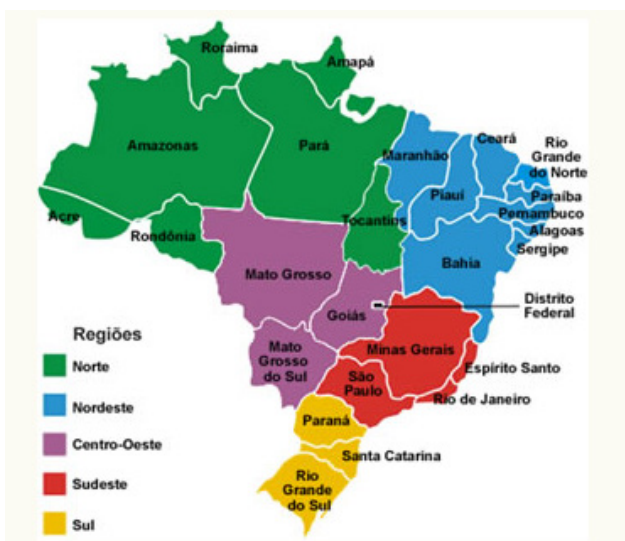 Roraima
Amapá
Amazonas
Pará
Maranhão
Ceará
Rio
Grande
do Norte
Piauí
Paraíba
Pernambuco
Alagoas
Sergipe
Acre
Rondônia
Tocantins
Bahia
Mato Grosso
Goiás
Distrito
Federal
Mato
Grosso
do Sul
Minas Gerais
Espírito Santo
São
Paulo
Rio de Janeiro
Paraná
Santa Catarina
Rio
Grande
do Sul
Regiões
Norte
Nordeste
Centro-Oeste
Sudeste
Sul